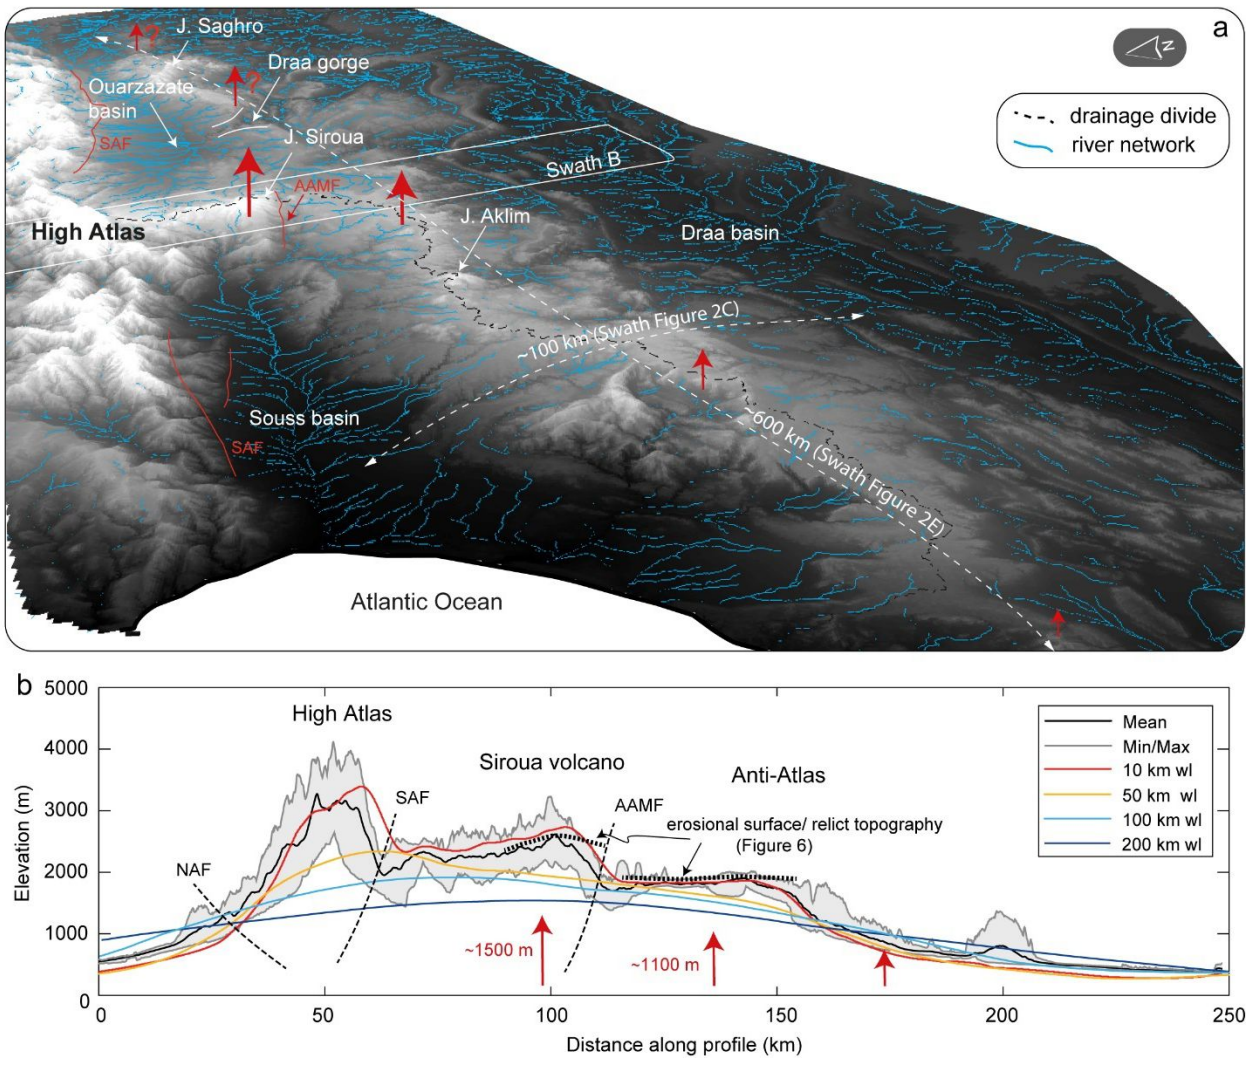 a
J. Saghro
?
Draa gorge
?
Ouarzazate
basin
SAF
J. Siroua
AAMF
Swath B
High Atlas
J. Aklim
Draa basin
~100 km (Swath Figure 2C)
Souss basin
SAF
~600 km (Swath Figure 2E)
Atlantic Ocean
N
drainage divide
river network
b
5000
4000
3000
2000
1000
0
Elevation (m)
High Atlas
Siroua volcano
Anti-Atlas
NAF
SAF
AAMF
erosional surface/ relict topography
(Figure 6)
~1500 m
~1100 m
Mean
Min/Max
10 km wl
50 km wl
100 km wl
200 km wl
0
50
100
150
200
250
Distance along profile (km)